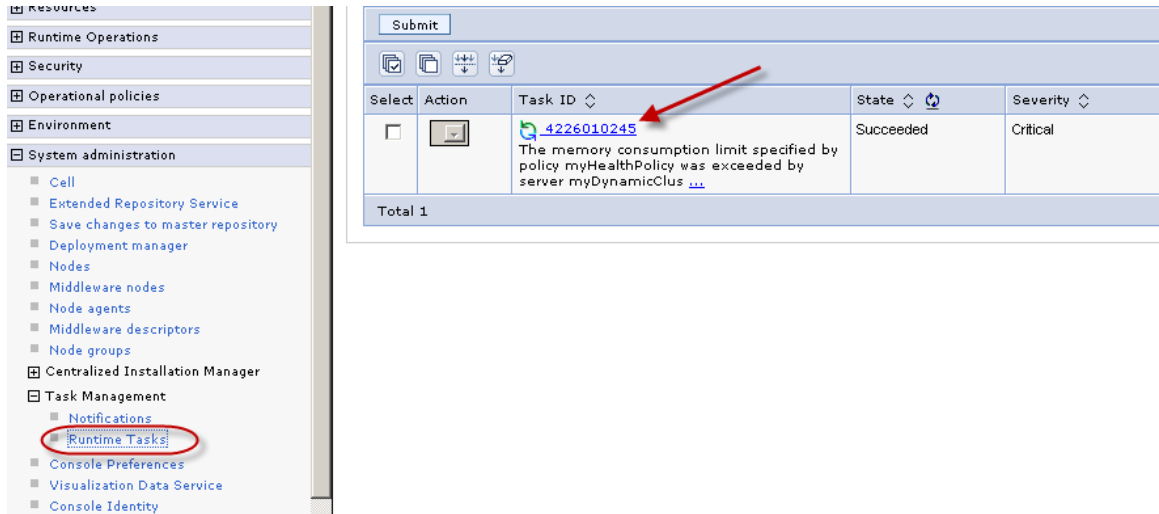 Resources
Runtime Operations
Security
Operational policies
Environment
System administration
Cell
Extended Repository Service
Save changes to master repository
Deployment manager
Nodes
Middleware nodes
Node agents
Middleware descriptors
Node groups
Centralized Installation Manager
Task Management
Notifications
Runtime Tasks
Console Preferences
Visualization Data Service
Console Identity
Submit
Select Action Task ID State Severity
4226010245 Succeeded Critical
The memory consumption limit specified by
policy myHealthPolicy was exceeded by
server myDynamicClus ...
Total 1